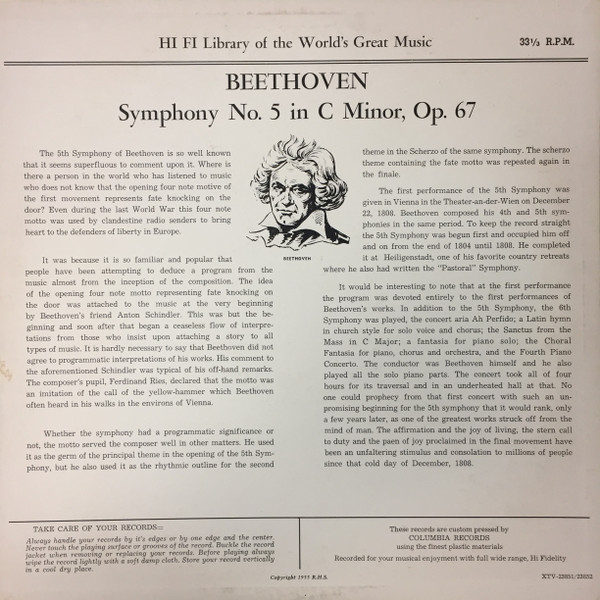 HI FI Library of the World's Great Music
33 1/3 R.P.M.
BEETHOVEN
Symphony No. 5 in C Minor, Op. 67
The 5th Symphony of Beethoven is so well known
that it seems superfluous to comment upon it. Where is
there a person in the world who has listened to music
who does not know that the opening four note motive of
the first movement represents fate knocking on the
door? Even during the last World War this four note
motto was used by clandestine radio senders to bring
heart to the defenders of liberty in Europe.
It was because it is so familiar and popular that
people have been attempting to deduce a program from the
music almost from the inception of the composition. The idea
of the opening four note motto representing fate knocking on
the door was attached to the music at the very beginning
by Beethoven's friend Anton Schindler. This was but the be-
ginning and soon after that began a ceaseless flow of interpre-
tations from those who insist upon attaching a story to all
types of music. It is hardly necessary to say that Beethoven did not
agree to programmatic interpretations of his works. His comment to
the aforementioned Schindler was typical of his off-hand remarks.
The composer's pupil, Ferdinand Ries, declared that the motto was
an imitation of the call of the yellow-hammer which Beethoven
often heard in his walks in the environs of Vienna.
Whether the symphony had a programmatic significance or
not, the motto served the composer well in other matters. He used
it as the germ of the principal theme in the opening of the 5th Sym-
phony, but he also used it as the rhythmic outline for the second
BEETHOVEN
theme in the Scherzo of the same symphony. The scherzo
theme containing the fate motto was repeated again in
the finale.
The first performance of the 5th Symphony was
given in Vienna in the Theater-an-der-Wien on December
22, 1808. Beethoven composed his 4th and 5th sym-
phonies in the same period. To keep the record straight
the 5th Symphony was begun first and occupied him off
and on from the end of 1804 until 1808. He completed
it at Heiligenstadt, one of his favorite country retreats
where he also had written the "Pastoral" Symphony.
It would be interesting to note that at the first performance
the program was devoted entirely to the first performances of
Beethoven's works. In addition to the 5th Symphony, the 6th
Symphony was played, the concert aria Ah Perfido; a Latin hymn
in church style for solo voice and chorus; the Sanctus from the
Mass in C Major; a fantasia for piano solo; the Choral
Fantasia for piano, chorus and orchestra, and the Fourth Piano
Concerto. The conductor was Beethoven himself and he also
played all the solo piano parts. The concert took all of four
hours for its traversal and in an underheated hall at that. No
one could prophecy from that first concert with such an un-
promising beginning for the 5th symphony that it would rank, only
a few years later, as one of the greatest works struck off from the
mind of man. The affirmation and the joy of living, the stern call
to duty and the paen of joy proclaimed in the final movement have
been an unfaltering stimulus and consolation to millions of people
since that cold day of December, 1808.
TAKE CARE OF YOUR RECORDS:::
Always handle your records by it's edges or by one edge and the center.
Never touch the playing surface or grooves of the record. Buckle the record
jacket when removing or replacing your records. Before playing always
wipe the record lightly with a soft damp cloth. Store your record vertically
in a cool dry place.
Copyright 1955 R.H.S.
These records are custom pressed by
COLUMBIA RECORDS
using the finest plastic materials
Recorded for your musical enjoyment with full wide range, Hi Fidelity